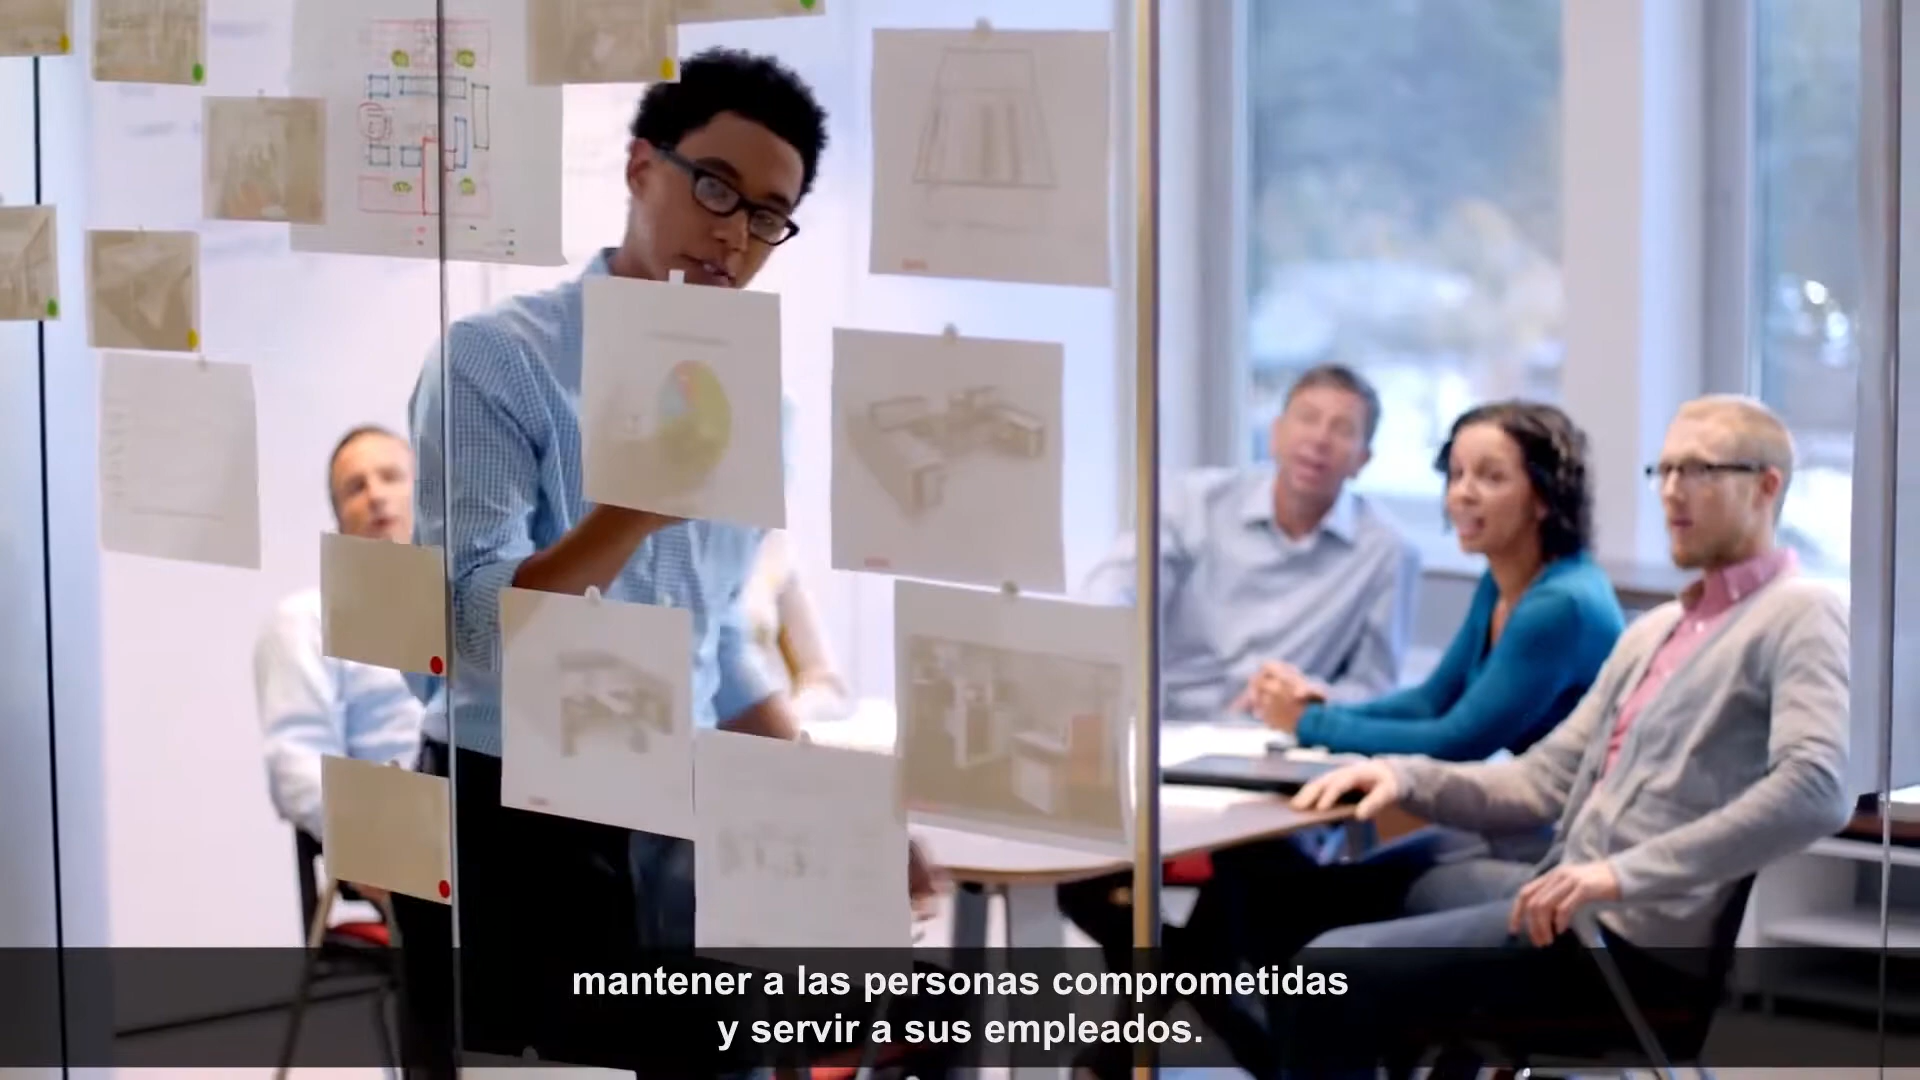 mantener a las personas comprometidas
y servir a sus empleados.